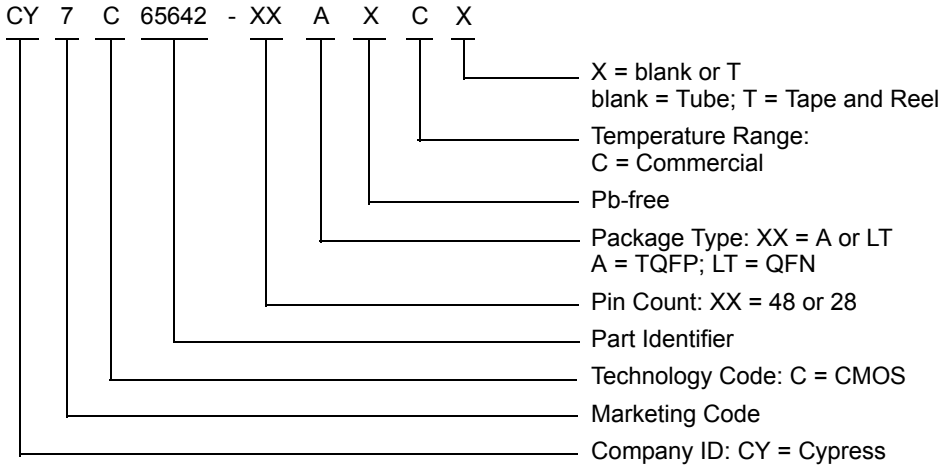 CY 7 C 65642 - XX A X C X
X = blank or T
blank = Tube; T = Tape and Reel
Temperature Range:
C = Commercial
Pb-free
Package Type: XX = A or LT
A = TQFP; LT = QFN
Pin Count: XX = 48 or 28
Part Identifier
Technology Code: C = CMOS
Marketing Code
Company ID: CY = Cypress